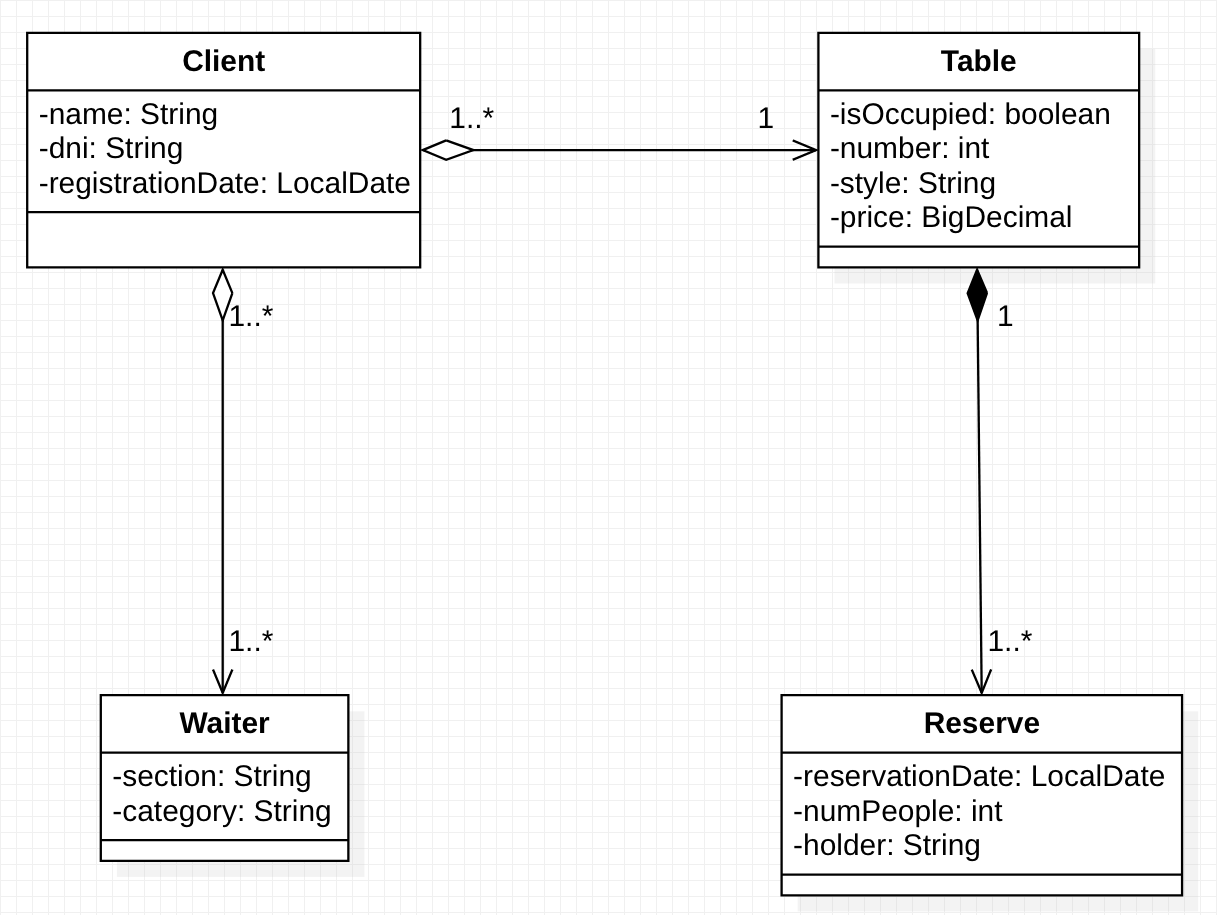 Client
-name: String
-dni: String
-registrationDate: LocalDate
1..*
1
Table
-isOccupied: boolean
-number: int
-style: String
-price: BigDecimal
1..*
1
1..*
1..*
Waiter
-section: String
-category: String
Reserve
-reservationDate: LocalDate
-numPeople: int
-holder: String